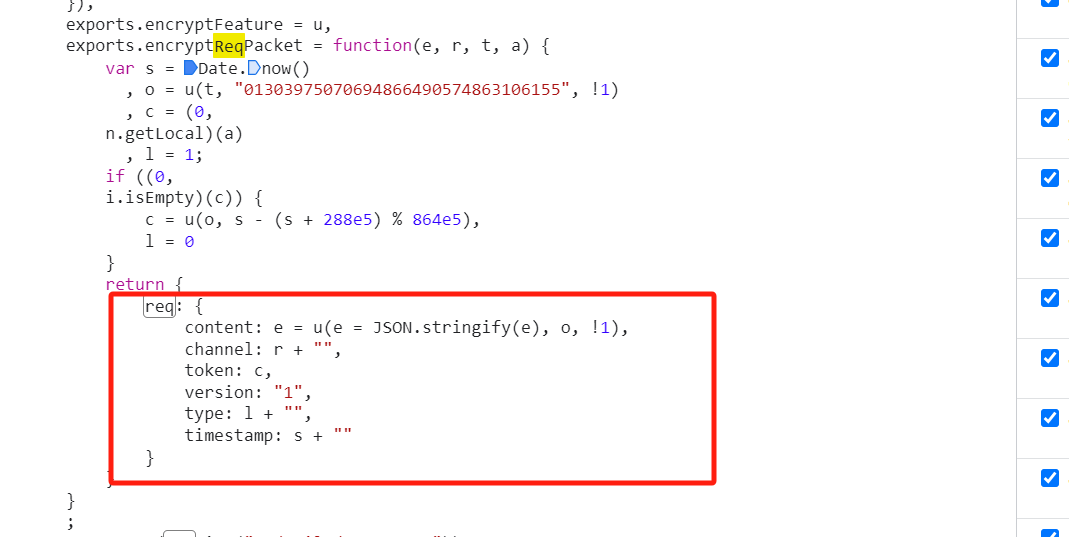 }),
exports.encryptFeature = u,
exports.encryptReqPacket = function(e, r, t, a) {
var s = Date.now()
, o = u(t, "01303975070694866490574863106155", !1)
, c = (0,
n.getLocal)(a)
, l = 1;
if ((0,
i.isEmpty)(c)) {
c = u(o, s - (s + 288e5) % 864e5),
l = 0
}
return {
req: {
content: e = u(e = JSON.stringify(e), o, !1),
channel: r + "",
token: c,
version: "1",
type: l + "",
timestamp: s + ""
}
}
}
;